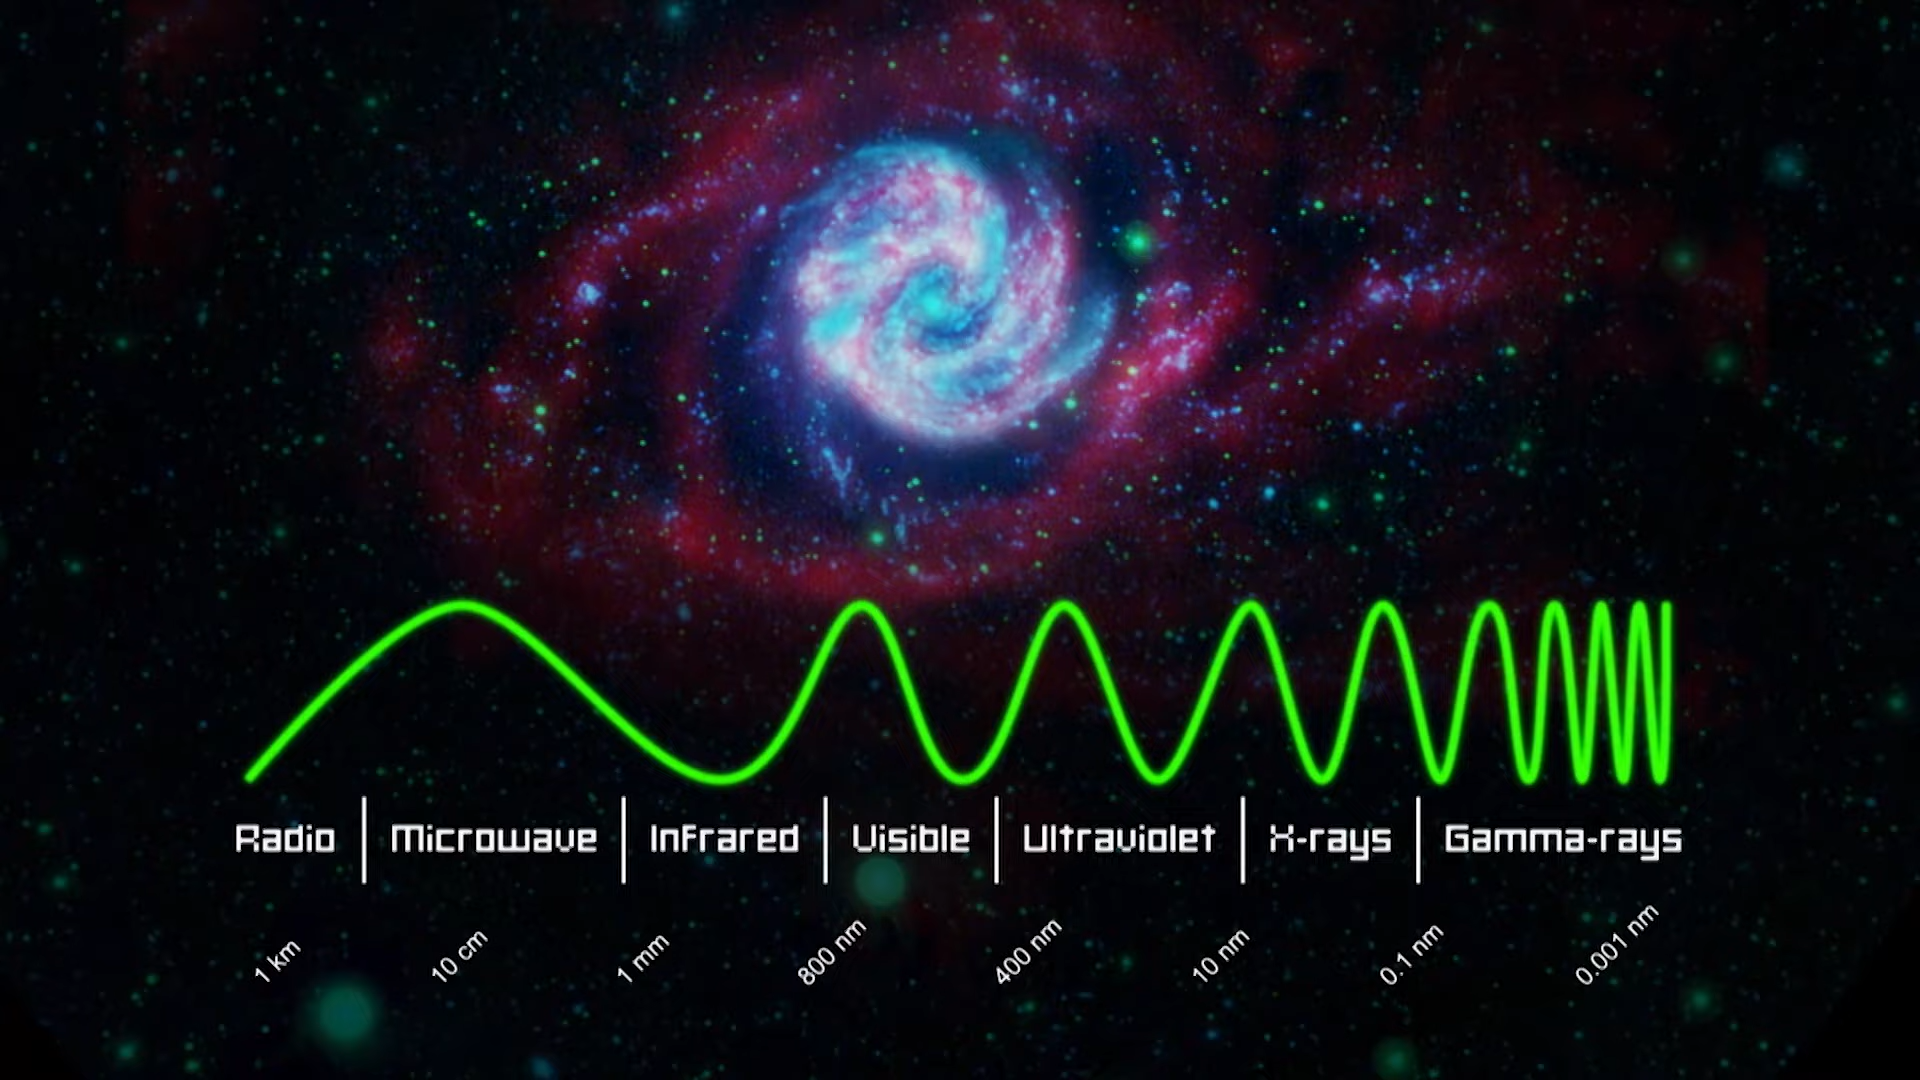 Radio Microwave Infrared Visible Ultraviolet X-rays Gamma-rays
1 km 10 cm 1 mm 800 nm 400 nm 10 nm 0.1 nm 0.001 nm